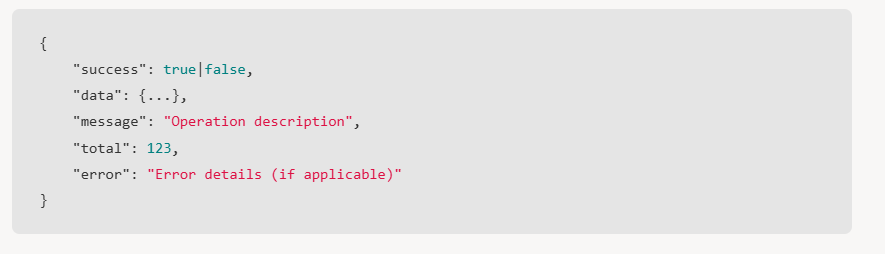 {
    "success": true|false,
    "data": {...},
    "message": "Operation description",
    "total": 123,
    "error": "Error details (if applicable)"
}